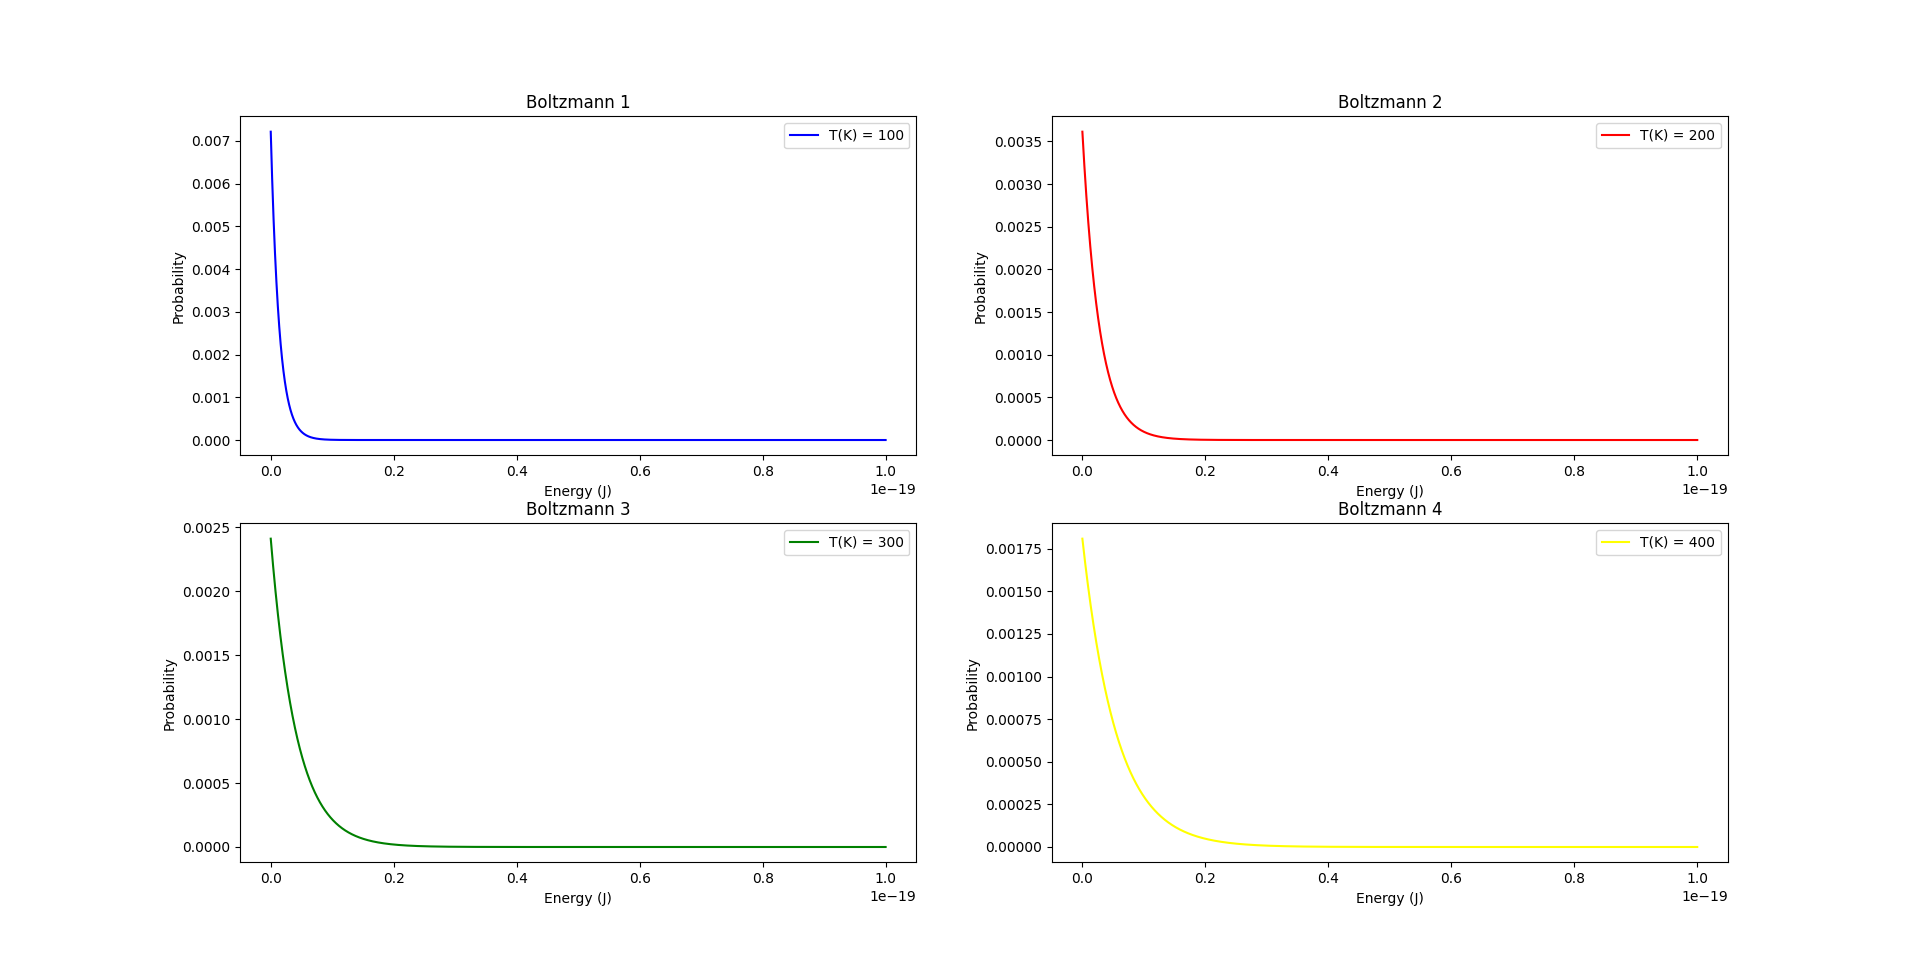 Boltzmann 1
T(K) = 100
Probability
0.007
0.006
0.005
0.004
0.003
0.002
0.001
0.000
0.0 0.2 0.4 0.6 0.8 1.0
Energy (J)
1e−19
Boltzmann 2
T(K) = 200
Probability
0.0035
0.0030
0.0025
0.0020
0.0015
0.0010
0.0005
0.0000
0.0 0.2 0.4 0.6 0.8 1.0
Energy (J)
1e−19
Boltzmann 3
T(K) = 300
Probability
0.0025
0.0020
0.0015
0.0010
0.0005
0.0000
0.0 0.2 0.4 0.6 0.8 1.0
Energy (J)
1e−19
Boltzmann 4
T(K) = 400
Probability
0.00175
0.00150
0.00125
0.00100
0.00075
0.00050
0.00025
0.00000
0.0 0.2 0.4 0.6 0.8 1.0
Energy (J)
1e−19